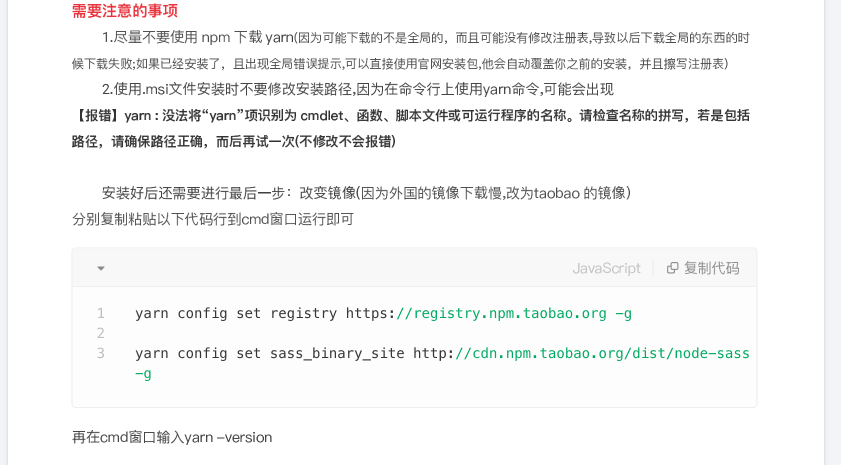 需要注意的事项
1.尽量不要使用 npm 下载 yarn(因为可能下载的不是全局的，而且可能没有修改注册表,导致以后下载全局的东西的时
候下载失败;如果已经安装了，且出现全局错误提示,可以直接使用官网安装包,他会自动覆盖你之前的安装，并且擦写注册表)
2.使用.msi文件安装时不要修改安装路径,因为在命令行上使用yarn命令,可能会出现
【报错】yarn : 没法将“yarn”项识别为 cmdlet、函数、脚本文件或可运行程序的名称。请检查名称的拼写，若是包括
路径，请确保路径正确，而后再试一次(不修改不会报错)
安装好后还需要进行最后一步：改变镜像(因为外国的镜像下载慢,改为taobao 的镜像)
分别复制粘贴以下代码行到cmd窗口运行即可
JavaScript 复制代码
1 yarn config set registry https://registry.npm.taobao.org -g
2
3 yarn config set sass_binary_site http://cdn.npm.taobao.org/dist/node-sass
-g
再在cmd窗口输入yarn –version